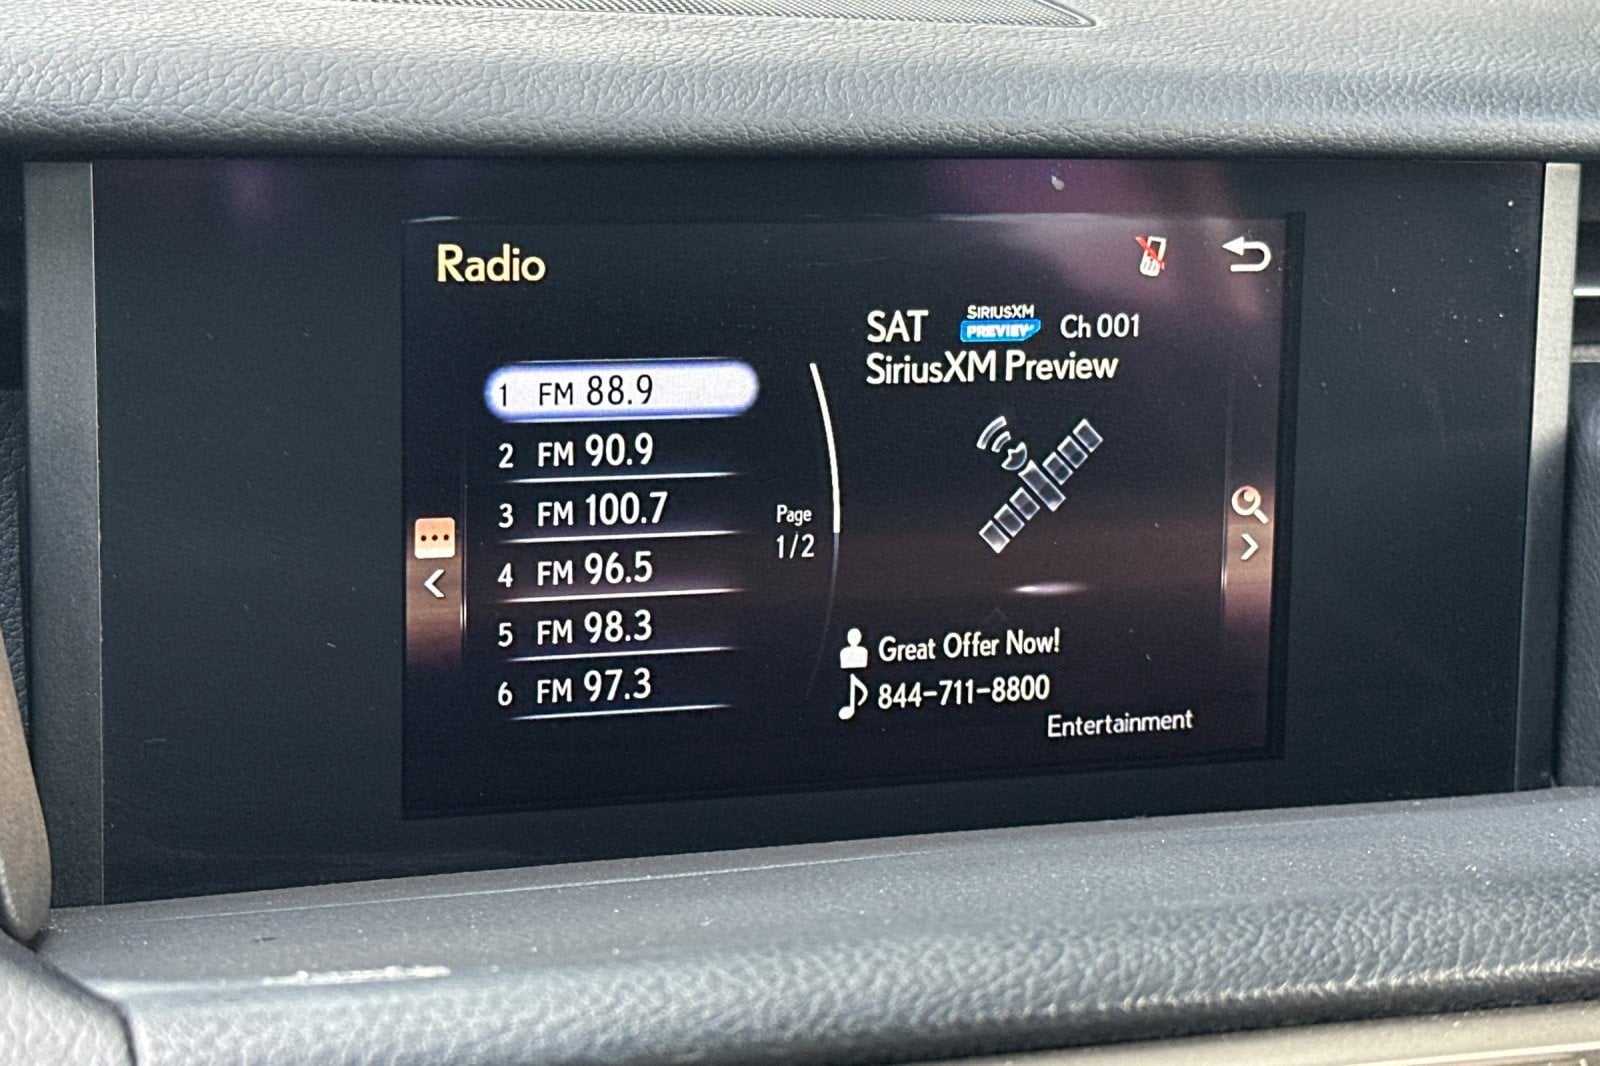 Radio
1 FM 88.9
2 FM 90.9
3 FM 100.7
4 FM 96.5
5 FM 98.3
6 FM 97.3
Page
1/2
SAT SIRIUSXM PREVIEW Ch 001
SiriusXM Preview
Great Offer Now!
844-711-8800
Entertainment